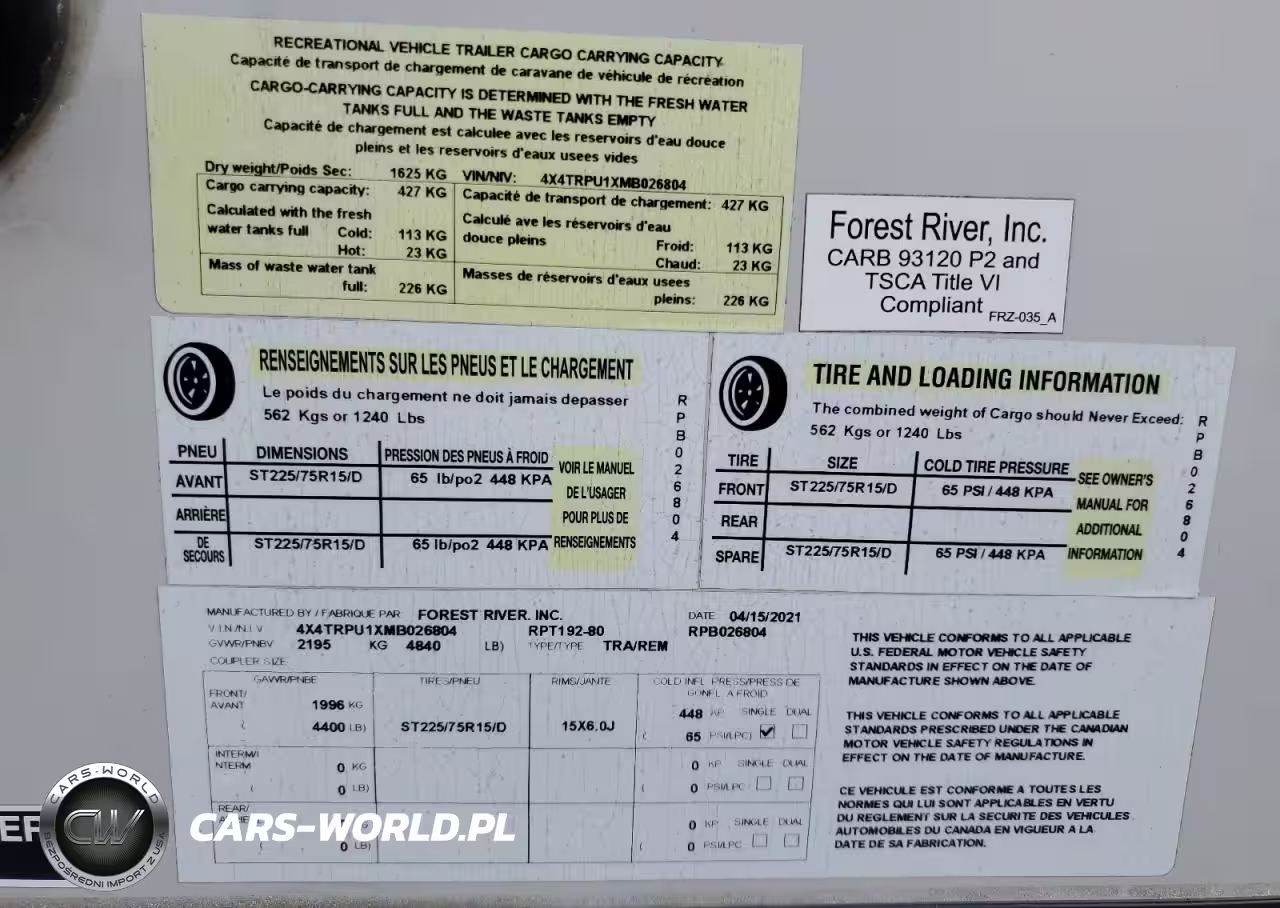 RECREATIONAL VEHICLE TRAILER CARGO CARRYING CAPACITY
Capacité de transport de chargement de caravane de véhicule de récréation
CARGO-CARRYING CAPACITY IS DETERMINED WITH THE FRESH WATER
TANKS FULL AND THE WASTE TANKS EMPTY
Capacité de chargement est calculee avec les reservoirs d'eau douce
pleins et les reservoirs d'eaux usees vides
Dry weight/Poids Sec: 1625 KG VIN/NIV: 4X4TRPU1XMB026804
Cargo carrying capacity: 427 KG Capacité de transport de chargement: 427 KG
Calculated with the fresh
water tanks full Cold: 113 KG
Hot: 23 KG
Calculé ave les réservoirs d'eau
douce pleins Froid: 113 KG
Chaud: 23 KG
Mass of waste water tank
full: 226 KG
Masses de réservoirs d'eaux usees
pleins: 226 KG
Forest River, Inc.
CARB 93120 P2 and
TSCA Title VI
Compliant FRZ-035_A
RENSEIGNEMENTS SUR LES PNEUS ET LE CHARGEMENT
Le poids du chargement ne doit jamais depasser
562 Kgs or 1240 Lbs
PNEU DIMENSIONS PRESSION DES PNEUS À FROID
AVANT ST225/75R15/D 65 lb/po2 448 KPA
ARRIÈRE
DE
SECOURS ST225/75R15/D 65 lb/po2 448 KPA
VOIR LE MANUEL
DE L'USAGER
POUR PLUS DE
RENSEIGNEMENTS
RPB026804
TIRE AND LOADING INFORMATION
The combined weight of Cargo should Never Exceed:
562 Kgs or 1240 Lbs
TIRE SIZE COLD TIRE PRESSURE
FRONT ST225/75R15/D 65 PSI / 448 KPA
REAR
SPARE ST225/75R15/D 65 PSI / 448 KPA
SEE OWNER'S
MANUAL FOR
ADDITIONAL
INFORMATION
RPB026804
MANUFACTURED BY / FABRIQUE PAR FOREST RIVER. INC. DATE 04/15/2021
V.I.N./N.I V 4X4TRPU1XMB026804 RPT192-80 RPB026804
GVWR/PNBV 2195 KG 4840 LB) TYPE/TYPE TRA/REM
COUPLER SIZE
GAWR/PNBE TIRES/PNEU RIMS/JANTE COLD INFL PRESS/PRESS DE
GONFL A FROID
FRONT/
AVANT 1996 KG 448 KP SINGLE DUAL
( 4400 LB) ST225/75R15/D 15X6.0J ( 65 PSI/LPC)
INTERM/I
NTERM 0 KG 0 KP SINGLE DUAL
( 0 LB) ( 0 PSI/LPC
REAR/
0 KP SINGLE DUAL
( 0 LB) ( 0 PSI/LPC
THIS VEHICLE CONFORMS TO ALL APPLICABLE
U.S. FEDERAL MOTOR VEHICLE SAFETY
STANDARDS IN EFFECT ON THE DATE OF
MANUFACTURE SHOWN ABOVE.
THIS VEHICLE CONFORMS TO ALL APPLICABLE
STANDARDS PRESCRIBED UNDER THE CANADIAN
MOTOR VEHICLE SAFETY REGULATIONS IN
EFFECT ON THE DATE OF MANUFACTURE.
CE VEHICULE EST CONFORME A TOUTES LES
NORMES QUI LUI SONT APPLICABLES EN VERTU
DU REGLEMENT SUR LA SECURITE DES VEHICULES
AUTOMOBILES DU CANADA EN VIGUEUR A LA
DATE DE SA FABRICATION.
CARS-WORLD
CW
BEZPOŚREDNI IMPORT Z USA
CARS-WORLD.PL